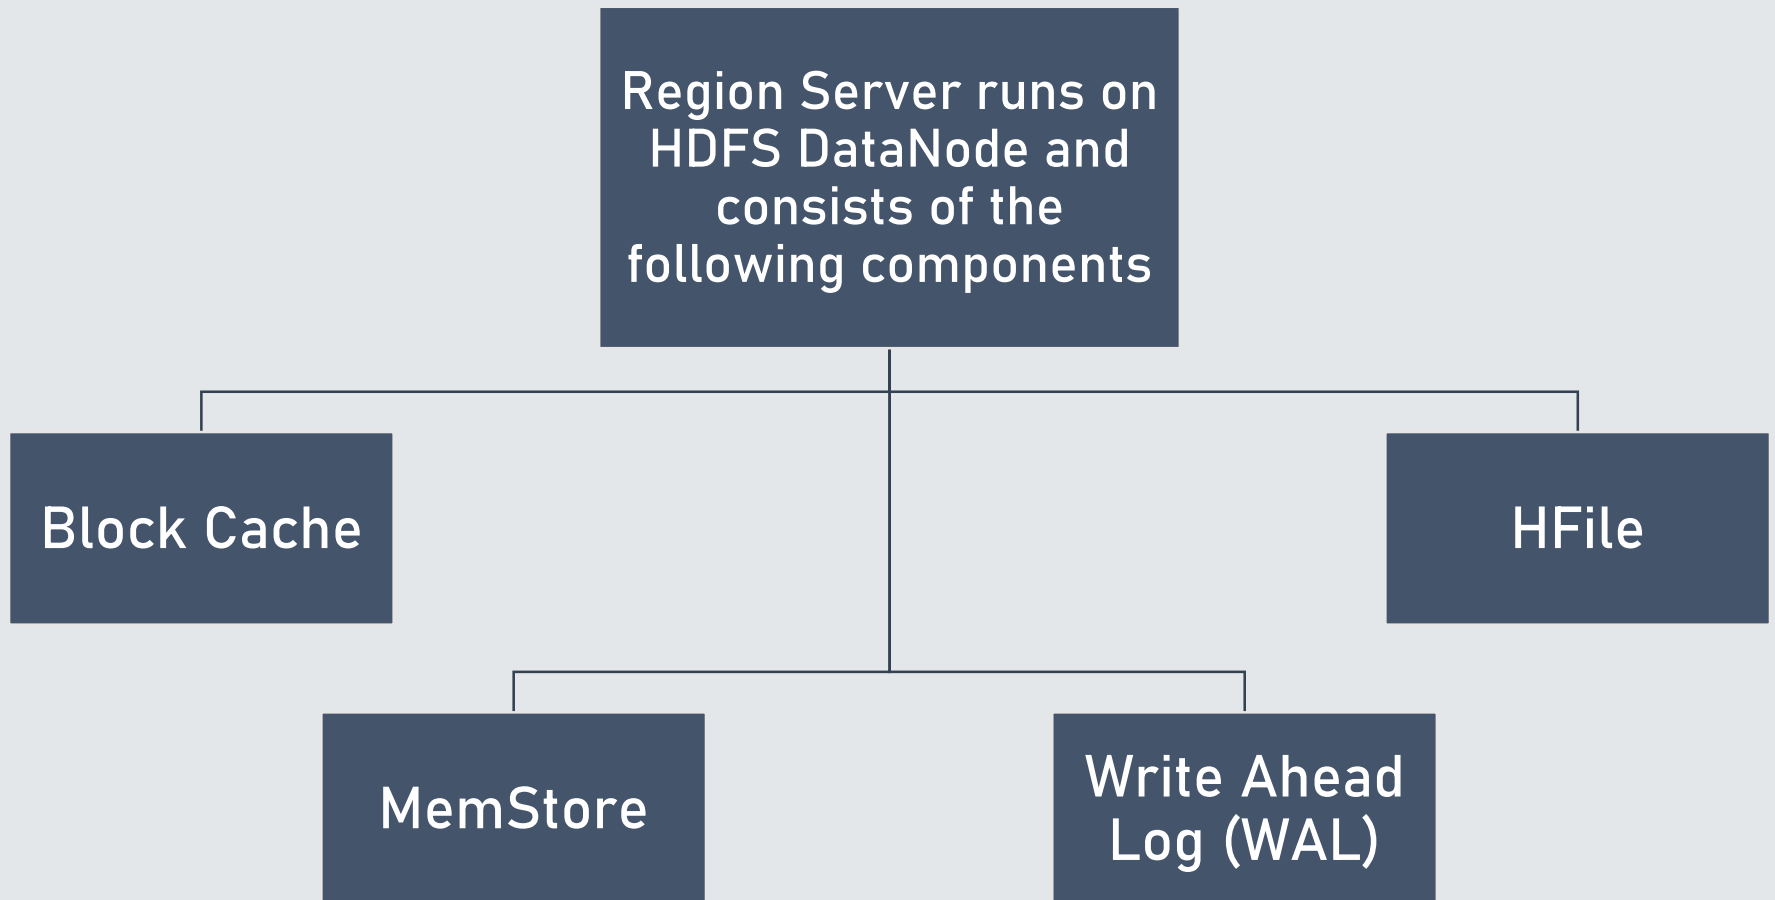 Region Server runs on
HDFS DataNode and
consists of the
following components
Block Cache
HFile
MemStore
Write Ahead
Log (WAL)